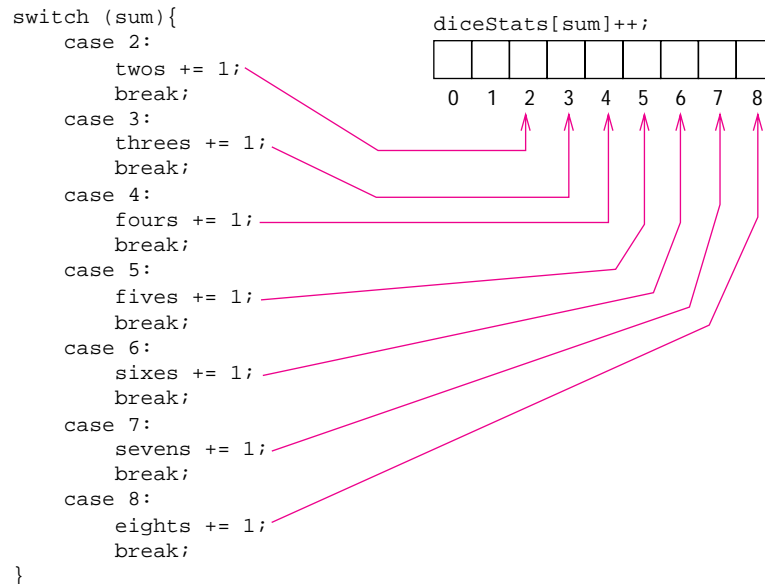 switch (sum){
case 2:
twos += 1;
break;
case 3:
threes += 1;
break;
case 4:
fours += 1;
break;
case 5:
fives += 1;
break;
case 6:
sixes += 1;
break;
case 7:
sevens += 1;
break;
case 8:
eights += 1;
break;
}
diceStats[sum]++;
0 1 2 3 4 5 6 7 8